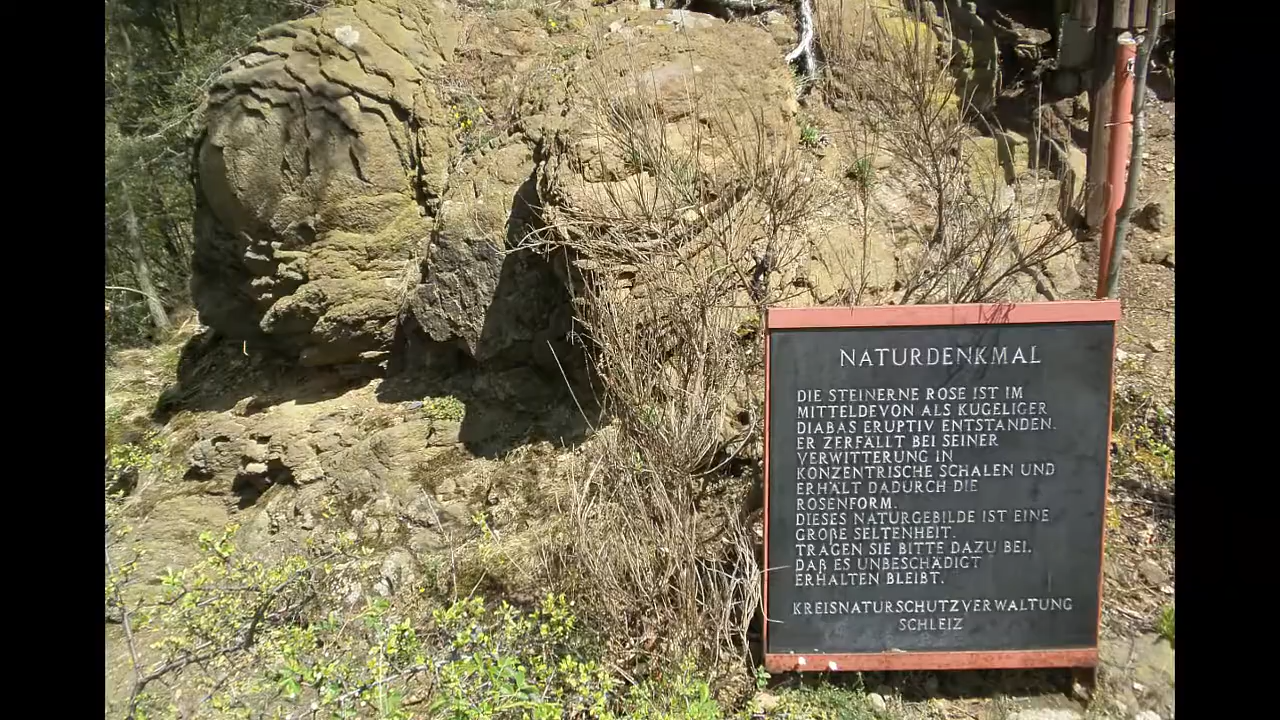 NATURDENKMAL
DIE STEINERNE ROSE IST IM
MITTELDEVON ALS KUGELIGER
DIABAS ERUPTIV ENTSTANDEN.
ER ZERFÄLLT BEI SEINER
VERWITTERUNG IN
KONZENTRISCHE SCHALEN UND
ERHÄLT DADURCH DIE
ROSENFORM.
DIESES NATURGEBILDE IST EINE
GROßE SELTENHEIT.
TRAGEN SIE BITTE DAZU BEI,
DAß ES UNBESCHÄDIGT
ERHALTEN BLEIBT.
KREISNATURSCHUTZVERWALTUNG
SCHLEIZ